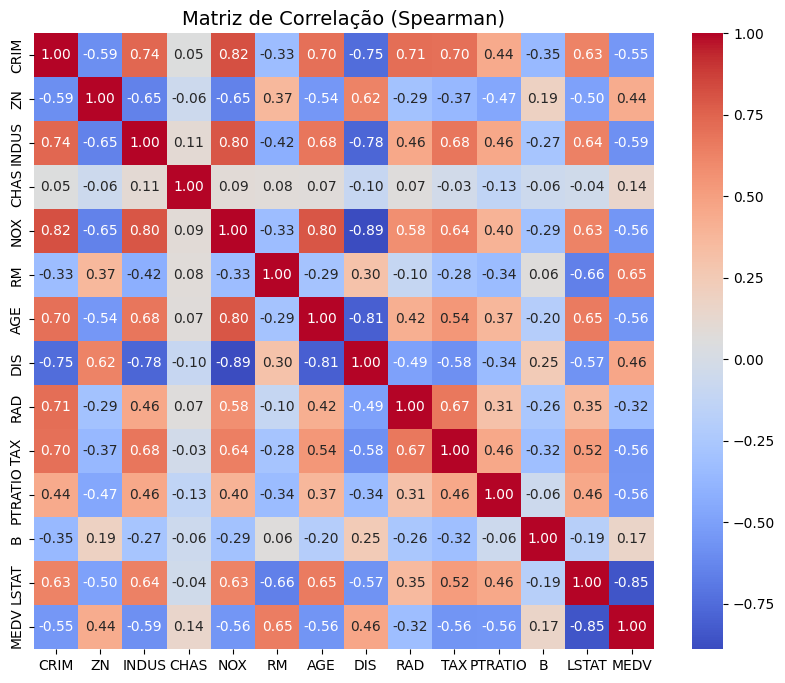 Matriz de Correlação (Spearman)
CRIM 1.00 -0.59 0.74 0.05 0.82 -0.33 0.70 -0.75 0.71 0.70 0.44 -0.35 0.63 -0.55
ZN -0.59 1.00 -0.65 -0.06 -0.65 0.37 -0.54 0.62 -0.29 -0.37 -0.47 0.19 -0.50 0.44
INDUS 0.74 -0.65 1.00 0.11 0.80 -0.42 0.68 -0.78 0.46 0.68 0.46 -0.27 0.64 -0.59
CHAS 0.05 -0.06 0.11 1.00 0.09 0.08 0.07 -0.10 0.07 -0.03 -0.13 -0.06 -0.04 0.14
NOX 0.82 -0.65 0.80 0.09 1.00 -0.33 0.80 -0.89 0.58 0.64 0.40 -0.29 0.63 -0.56
RM -0.33 0.37 -0.42 0.08 -0.33 1.00 -0.29 0.30 -0.10 -0.28 -0.34 0.06 -0.66 0.65
AGE 0.70 -0.54 0.68 0.07 0.80 -0.29 1.00 -0.81 0.42 0.54 0.37 -0.20 0.65 -0.56
DIS -0.75 0.62 -0.78 -0.10 -0.89 0.30 -0.81 1.00 -0.49 -0.58 -0.34 0.25 -0.57 0.46
RAD 0.71 -0.29 0.46 0.07 0.58 -0.10 0.42 -0.49 1.00 0.67 0.31 -0.26 0.35 -0.32
TAX 0.70 -0.37 0.68 -0.03 0.64 -0.28 0.54 -0.58 0.67 1.00 0.46 -0.32 0.52 -0.56
PTRATIO 0.44 -0.47 0.46 -0.13 0.40 -0.34 0.37 -0.34 0.31 0.46 1.00 -0.06 0.46 -0.56
B -0.35 0.19 -0.27 -0.06 -0.29 0.06 -0.20 0.25 -0.26 -0.32 -0.06 1.00 -0.19 0.17
LSTAT 0.63 -0.50 0.64 -0.04 0.63 -0.66 0.65 -0.57 0.35 0.52 0.46 -0.19 1.00 -0.85
MEDV -0.55 0.44 -0.59 0.14 -0.56 0.65 -0.56 0.46 -0.32 -0.56 -0.56 0.17 -0.85 1.00
CRIM ZN INDUS CHAS NOX RM AGE DIS RAD TAX PTRATIO B LSTAT MEDV
1.00
0.75
0.50
0.25
0.00
−0.25
−0.50
−0.75